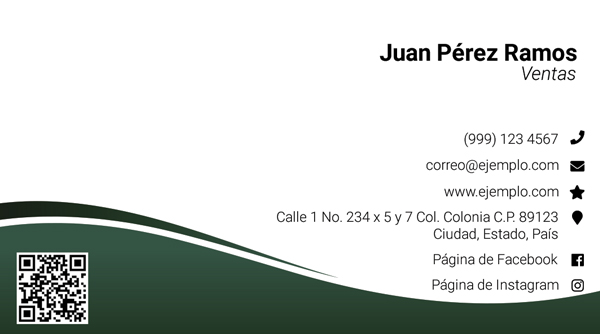 Juan Pérez Ramos
Ventas
(999) 123 4567
correo@ejemplo.com
www.ejemplo.com
Calle 1 No. 234 x 5 y 7 Col. Colonia C.P. 89123
Ciudad, Estado, País
Página de Facebook
Página de Instagram